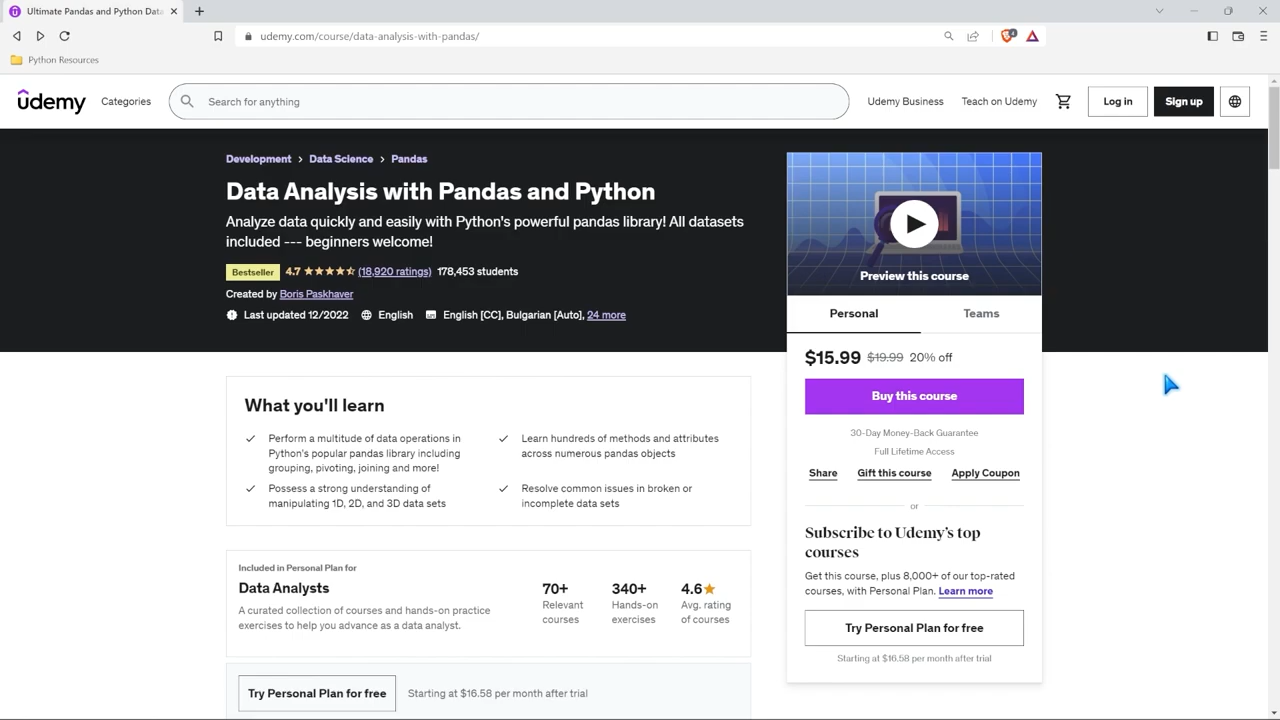 Ultimate Pandas and Python Data
udemy.com/course/data-analysis-with-pandas/
4
Python Resources
ûdemy
Categories
Search for anything
Udemy Business
Teach on Udemy
Log in
Sign up
Development > Data Science > Pandas
Data Analysis with Pandas and Python
Analyze data quickly and easily with Python's powerful pandas library! All datasets
included --- beginners welcome!
Bestseller 4.7 (18,920 ratings) 178,453 students
Created by Boris Paskhaver
Last updated 12/2022 English English [CC], Bulgarian [Auto], 24 more
Preview this course
Personal Teams
$15.99 $19.99 20% off
Buy this course
30-Day Money-Back Guarantee
Full Lifetime Access
Share Gift this course Apply Coupon
or
Subscribe to Udemy's top
courses
Get this course, plus 8,000+ of our top-rated
courses, with Personal Plan. Learn more
Try Personal Plan for free
Starting at $16.58 per month after trial
What you'll learn
Perform a multitude of data operations in
Python's popular pandas library including
grouping, pivoting, joining and more!
Learn hundreds of methods and attributes
across numerous pandas objects
Possess a strong understanding of
manipulating 1D, 2D, and 3D data sets
Resolve common issues in broken or
incomplete data sets
Included in Personal Plan for
Data Analysts
A curated collection of courses and hands-on practice
exercises to help you advance as a data analyst.
70+
Relevant
courses
340+
Hands-on
exercises
4.6
Avg. rating
of courses
Try Personal Plan for free
Starting at $16.58 per month after trial